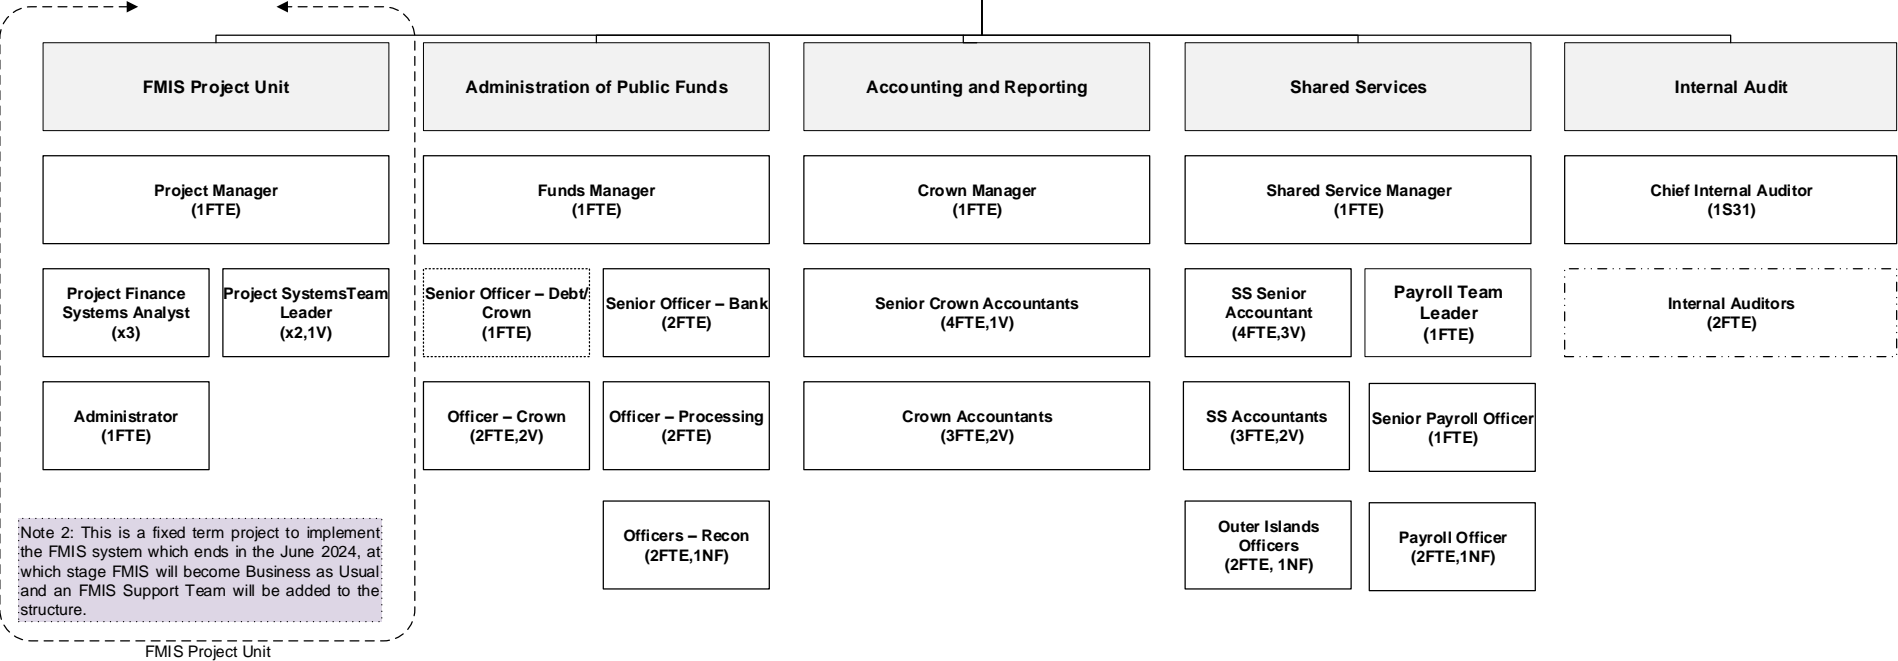 FMIS Project Unit
Project Manager
(1FTE)
Project Finance
Systems Analyst
(x3)
Project SystemsTeam
Leader
(x2,1V)
Administrator
(1FTE)
Note 2: This is a fixed term project to implement
the FMIS system which ends in the June 2024, at
which stage FMIS will become Business as Usual
and an FMIS Support Team will be added to the
structure.
FMIS Project Unit
Administration of Public Funds
Funds Manager
(1FTE)
Senior Officer – Debt/
Crown
(1FTE)
Senior Officer – Bank
(2FTE)
Officer – Crown
(2FTE,2V)
Officer – Processing
(2FTE)
Officers – Recon
(2FTE,1NF)
Accounting and Reporting
Crown Manager
(1FTE)
Senior Crown Accountants
(4FTE,1V)
Crown Accountants
(3FTE,2V)
Shared Services
Shared Service Manager
(1FTE)
SS Senior
Accountant
(4FTE,3V)
Payroll Team
Leader
(1FTE)
SS Accountants
(3FTE,2V)
Senior Payroll Officer
(1FTE)
Outer Islands
Officers
(2FTE, 1NF)
Payroll Officer
(2FTE,1NF)
Internal Audit
Chief Internal Auditor
(1S31)
Internal Auditors
(2FTE)